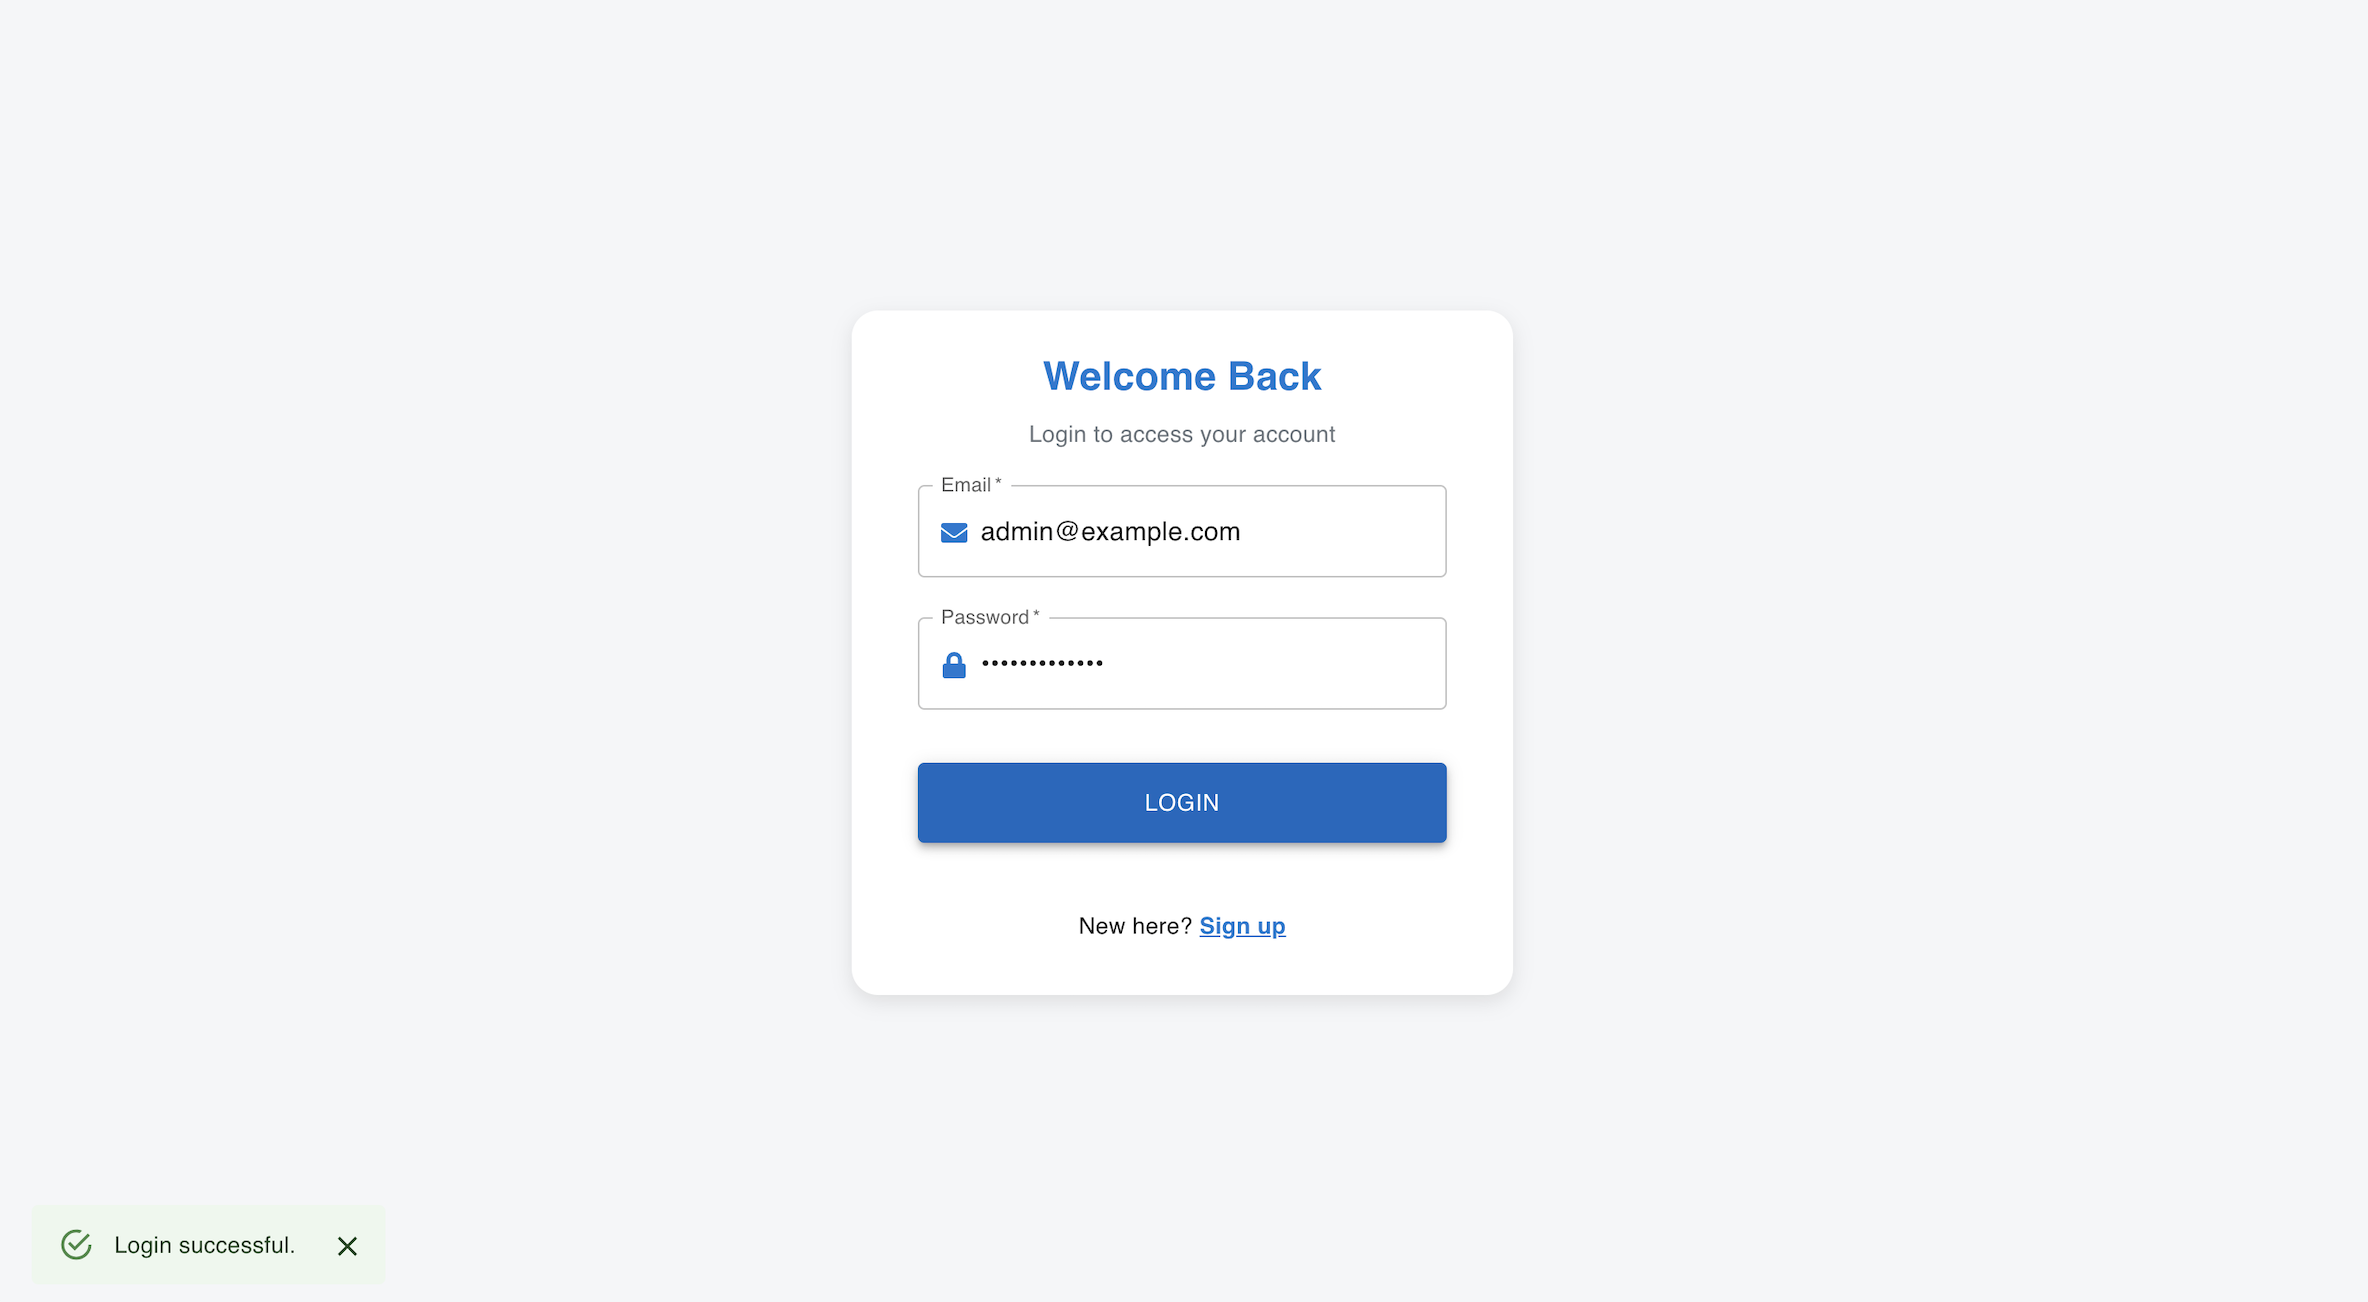 Welcome Back
Login to access your account
Email *
admin@example.com
Password *
•••••••••••••
LOGIN
New here? Sign up
Login successful.